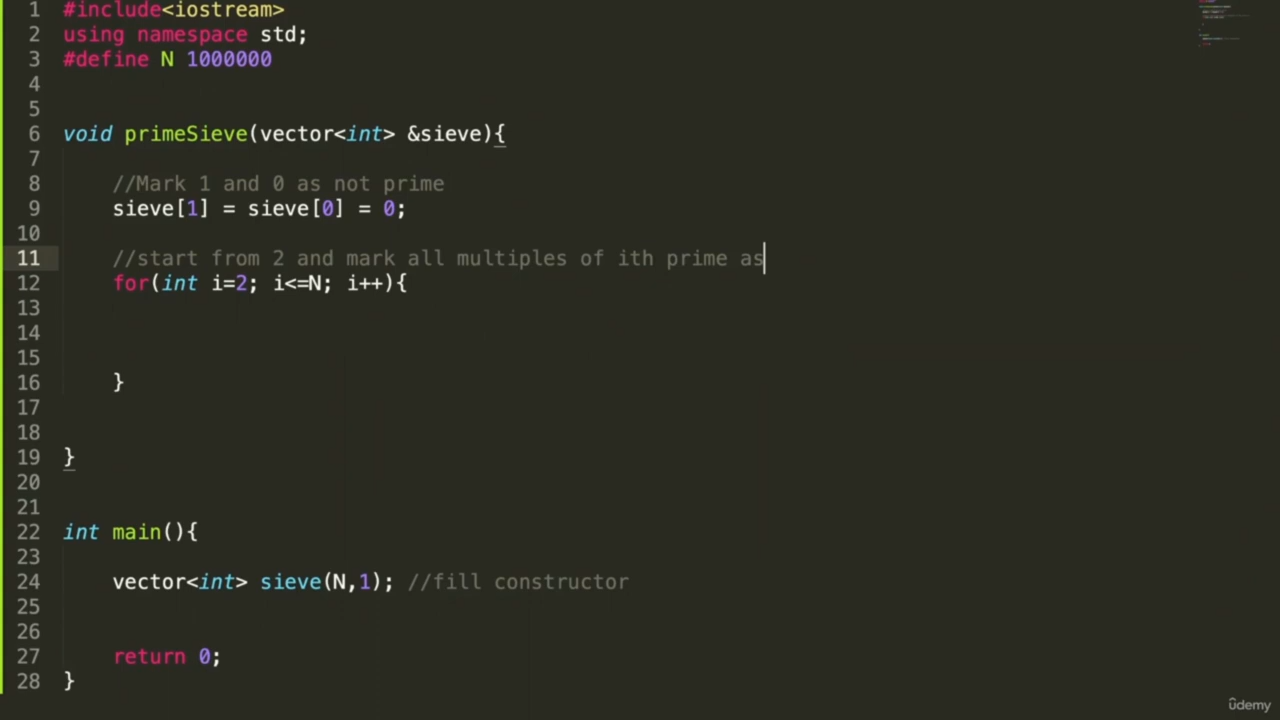 1 #include<iostream>
2 using namespace std;
3 #define N 1000000
4
5
6 void primeSieve(vector<int> &sieve){
7
8 //Mark 1 and 0 as not prime
9 sieve[1] = sieve[0] = 0;
10
11 //start from 2 and mark all multiples of ith prime as
12 for(int i=2; i<=N; i++){
13
14
15
16 }
17
18
19 }
20
21
22 int main(){
23
24 vector<int> sieve(N,1); //fill constructor
25
26
27 return 0;
28 }
udemy